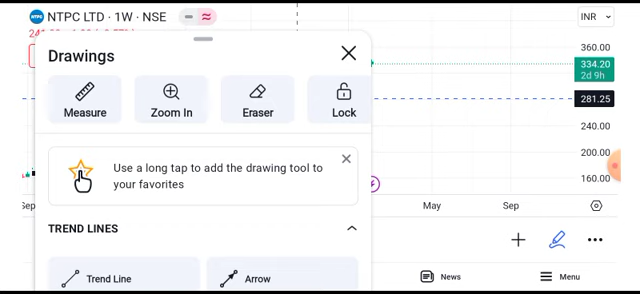 NTPC LTD · 1W · NSE
INR
Drawings
Measure
Zoom In
Eraser
Lock
Use a long tap to add the drawing tool to
your favorites
TREND LINES
Trend Line
Arrow
360.00
334.20
2d 9h
281.25
240.00
200.00
160.00
Sep
May
Sep
News
Menu